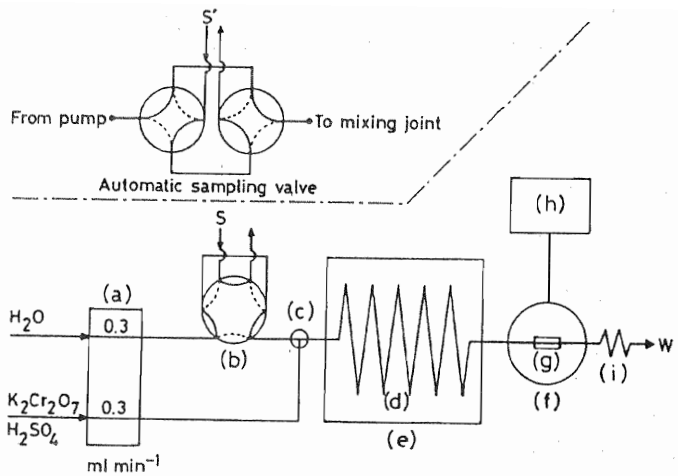 S'
From pump
To mixing joint
Automatic sampling valve
(h)
S
(a)
(c)
H₂O
0.3
(b)
(g)
W
(i)
(d)
(f)
K₂Cr₂O₇
0.3
H₂SO₄
(e)
ml min⁻¹